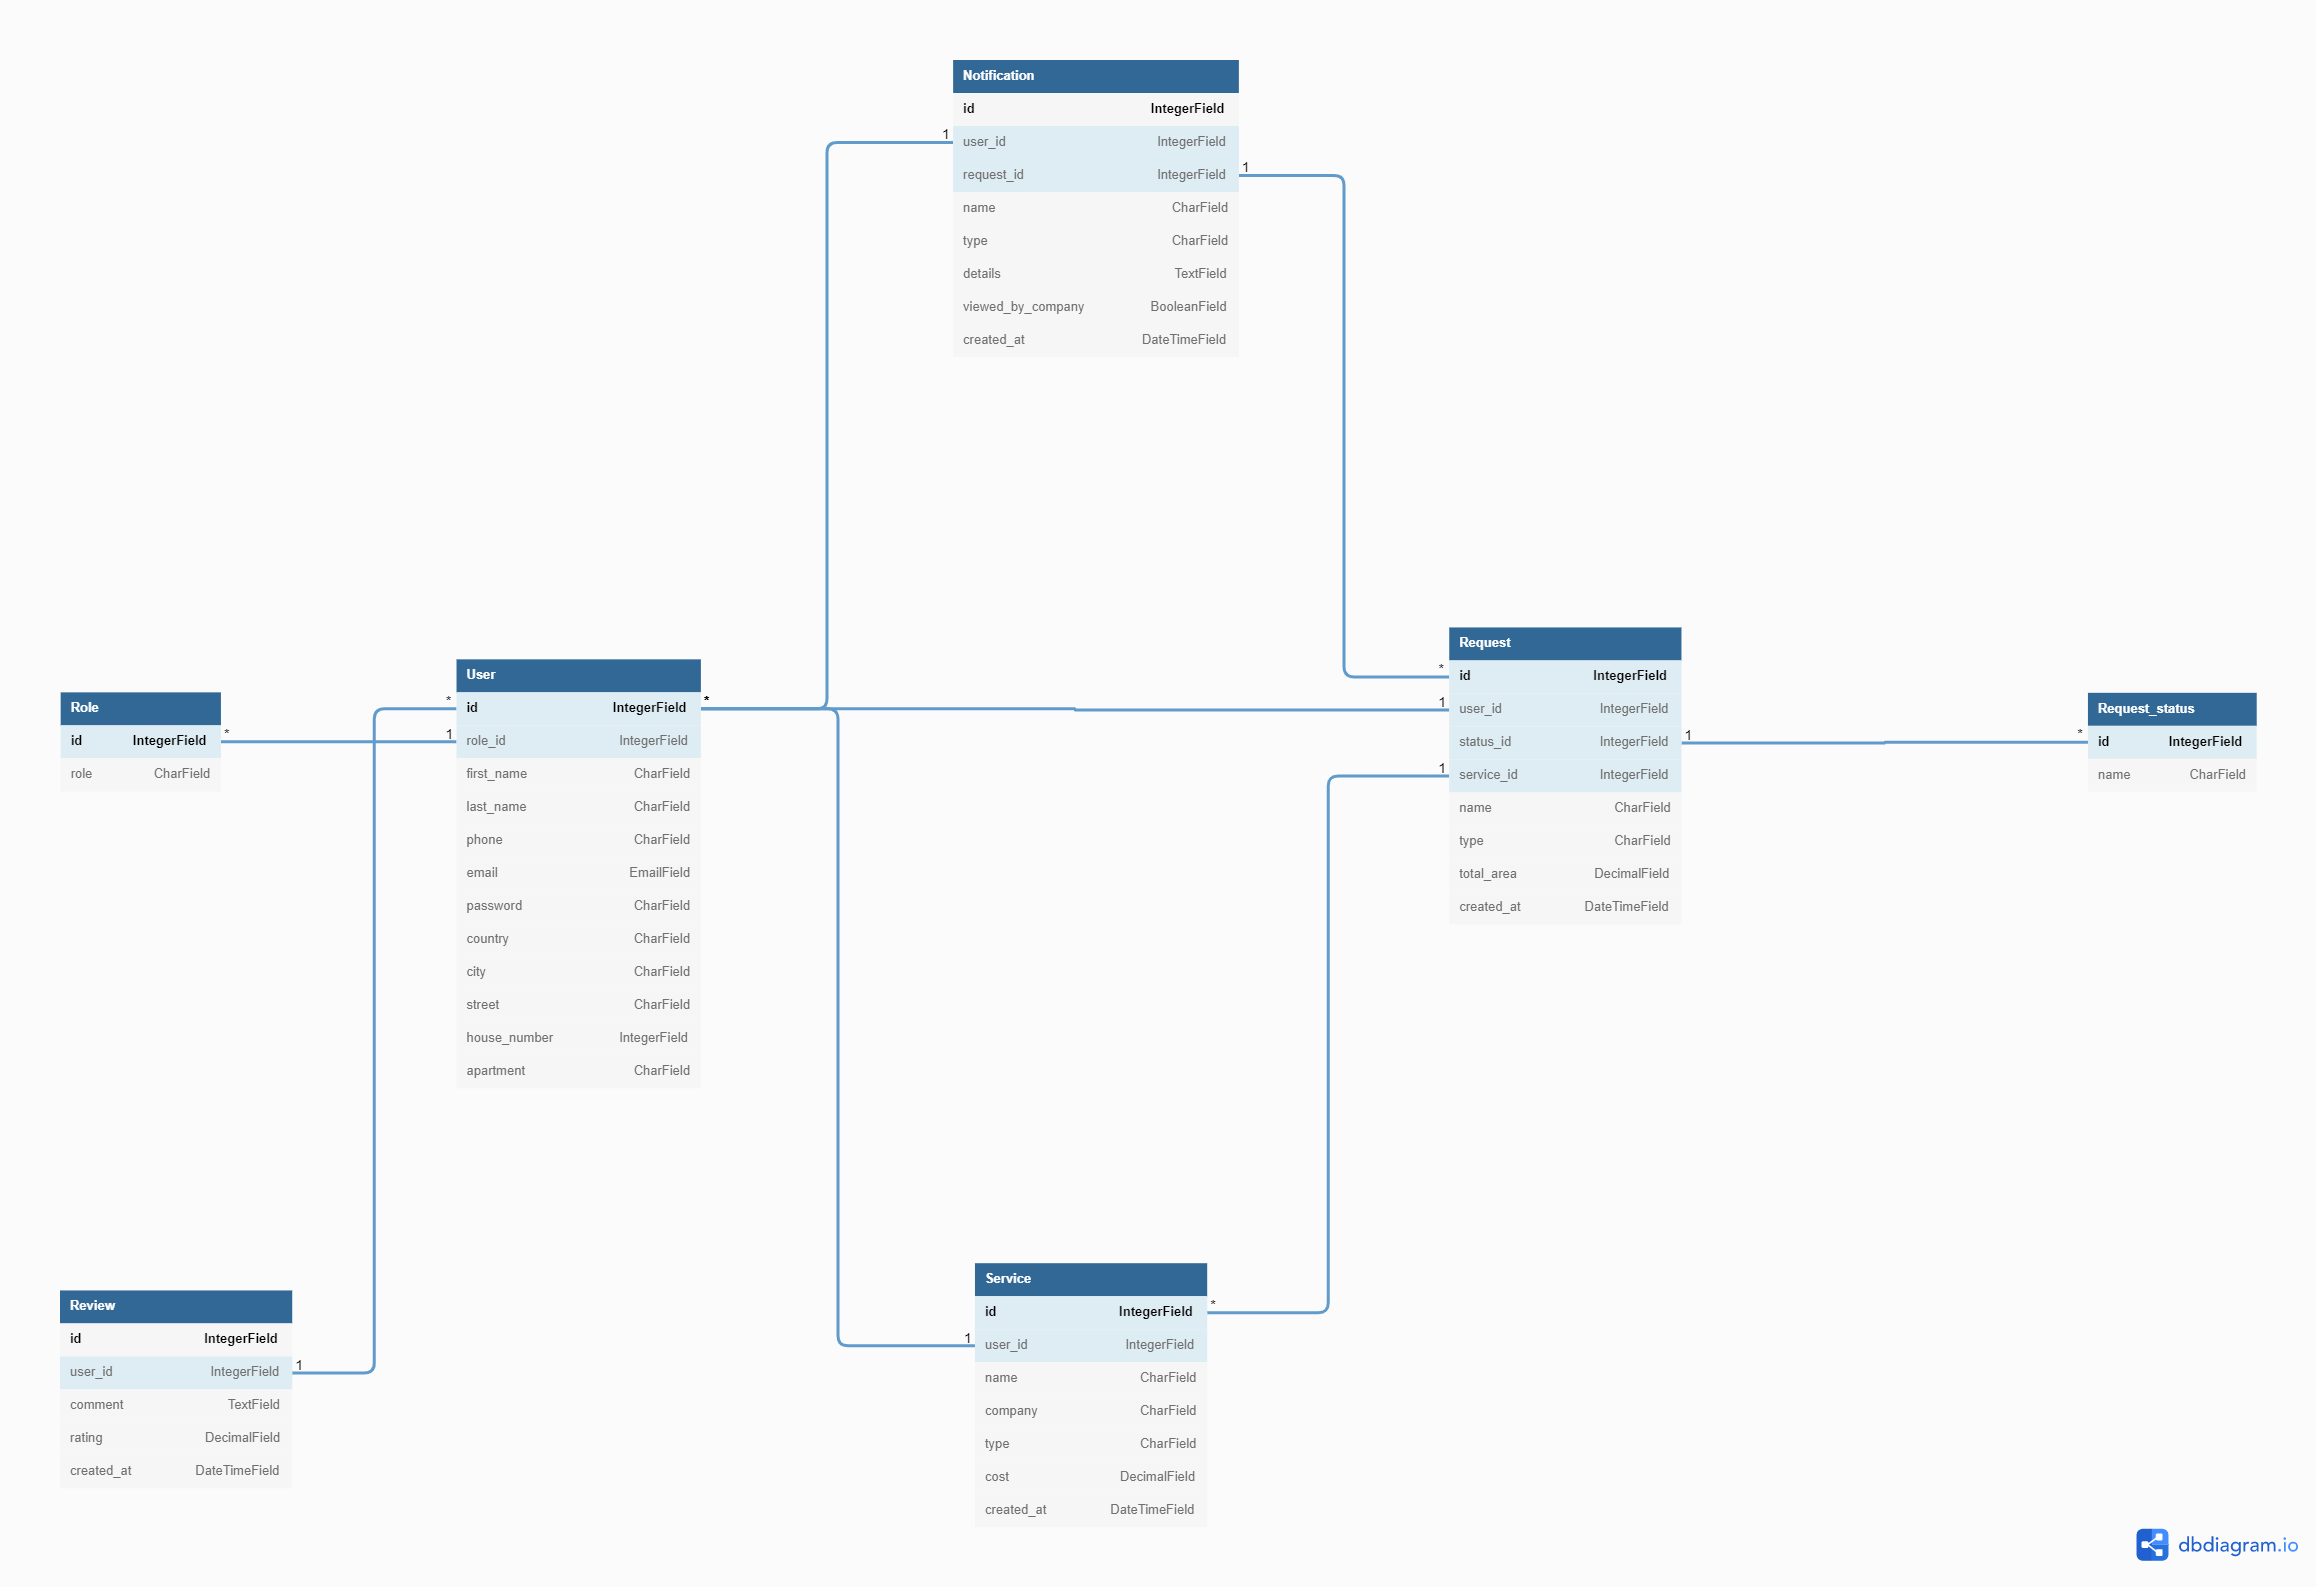 Notification
id IntegerField
1 user_id IntegerField
request_id IntegerField 1
name CharField
type CharField
details TextField
viewed_by_company BooleanField
created_at DateTimeField
Role
id IntegerField *
role CharField
User
* id IntegerField *
1 role_id IntegerField
first_name CharField
last_name CharField
phone CharField
email EmailField
password CharField
country CharField
city CharField
street CharField
house_number IntegerField
apartment CharField
Request
* id IntegerField
1 user_id IntegerField
status_id IntegerField 1
1 service_id IntegerField
name CharField
type CharField
total_area DecimalField
created_at DateTimeField
Request_status
* id IntegerField
name CharField
Review
id IntegerField
user_id IntegerField 1
comment TextField
rating DecimalField
created_at DateTimeField
Service
id IntegerField *
1 user_id IntegerField
name CharField
company CharField
type CharField
cost DecimalField
created_at DateTimeField
dbdiagram.io